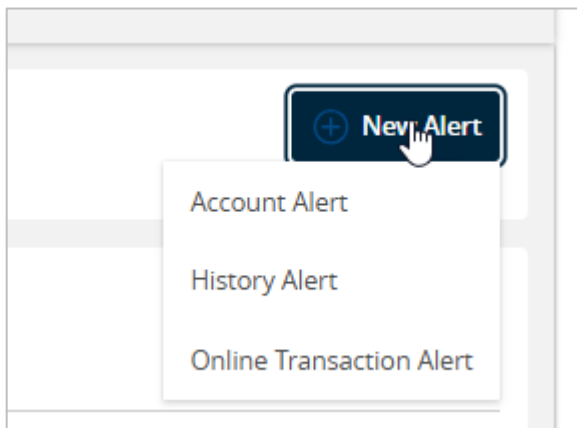 New Alert
Account Alert
History Alert
Online Transaction Alert